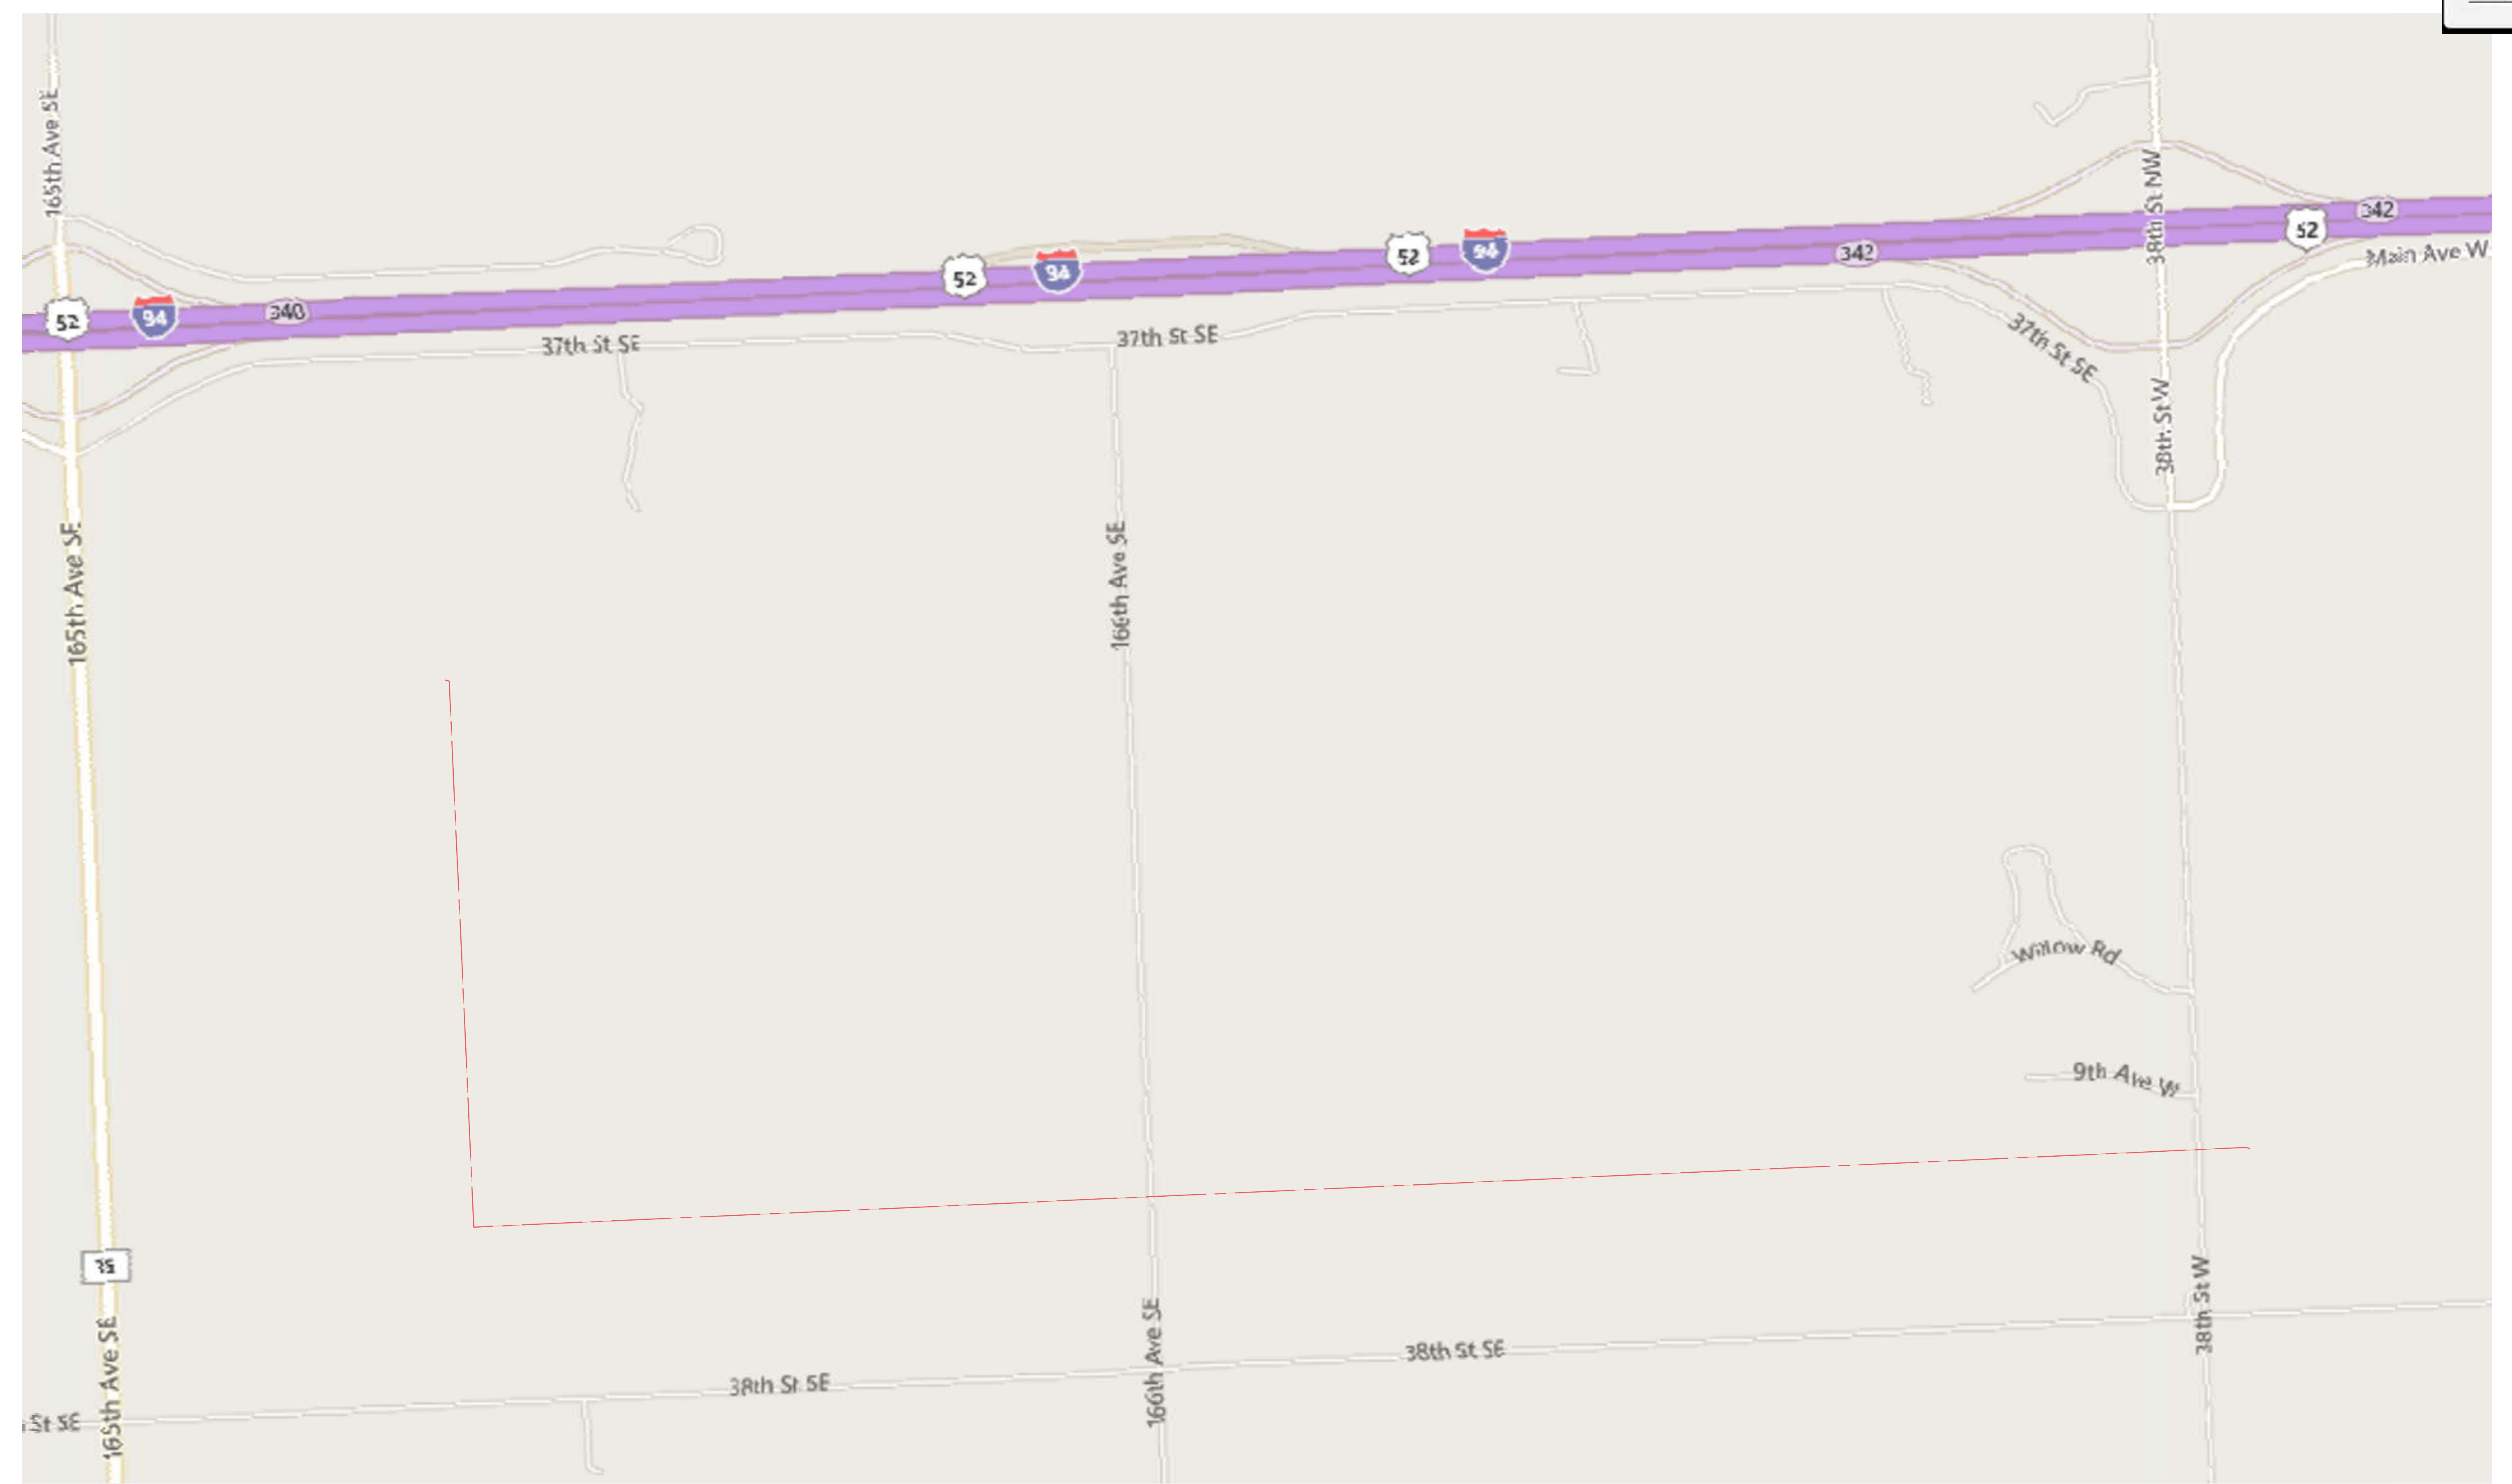 165th Ave SE
38th St NW
342
52
Main Ave W
52
94
342
52
94
340
52
94
37th St SE
37th St SE
37th St SE
38th St W
165th Ave SE
166th Ave SE
Willow Rd
9th Ave W
35
38th St W
165th Ave SE
166th Ave SE
38th St SE
38th St SE
St SE